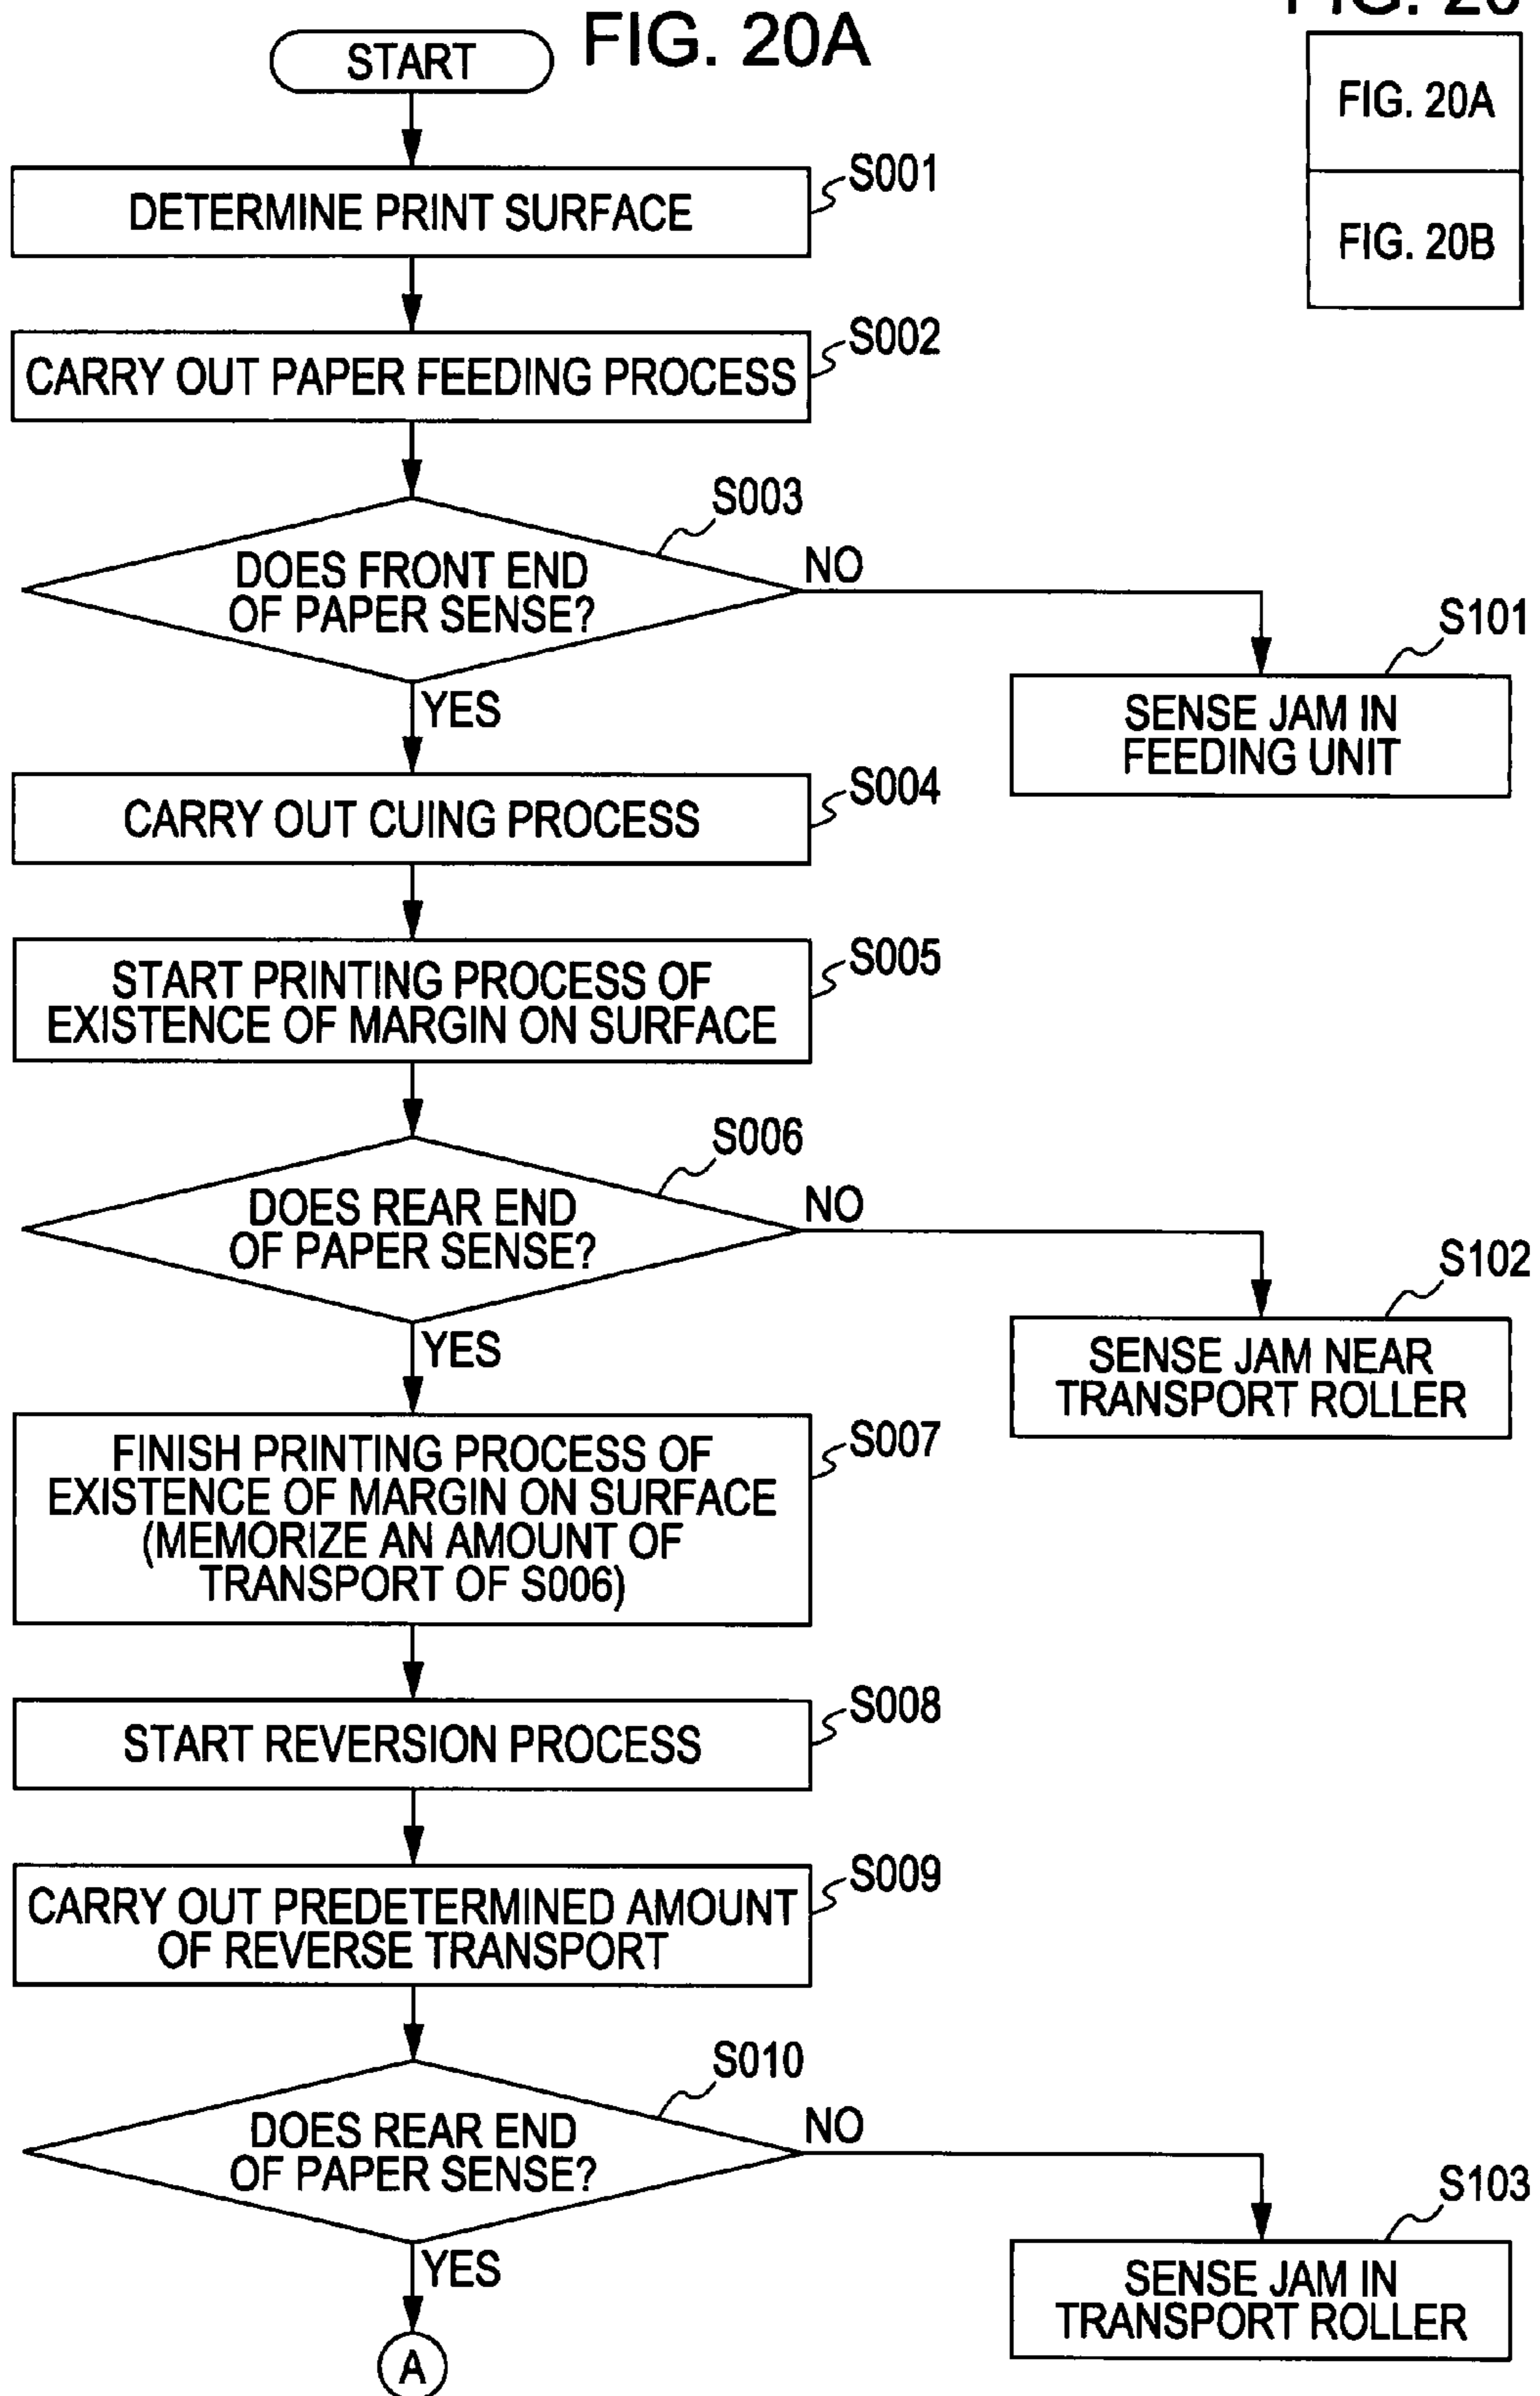 FIG. 20A
FIG. 20
FIG. 20A
FIG. 20B
START
DETERMINE PRINT SURFACE
S001
CARRY OUT PAPER FEEDING PROCESS
S002
DOES FRONT END
OF PAPER SENSE?
S003
NO
YES
SENSE JAM IN
FEEDING UNIT
S101
CARRY OUT CUING PROCESS
S004
START PRINTING PROCESS OF
EXISTENCE OF MARGIN ON SURFACE
S005
DOES REAR END
OF PAPER SENSE?
S006
NO
YES
SENSE JAM NEAR
TRANSPORT ROLLER
S102
FINISH PRINTING PROCESS OF
EXISTENCE OF MARGIN ON SURFACE
(MEMORIZE AN AMOUNT OF
TRANSPORT OF S006)
S007
START REVERSION PROCESS
S008
CARRY OUT PREDETERMINED AMOUNT
OF REVERSE TRANSPORT
S009
DOES REAR END
OF PAPER SENSE?
S010
NO
YES
SENSE JAM IN
TRANSPORT ROLLER
S103
A